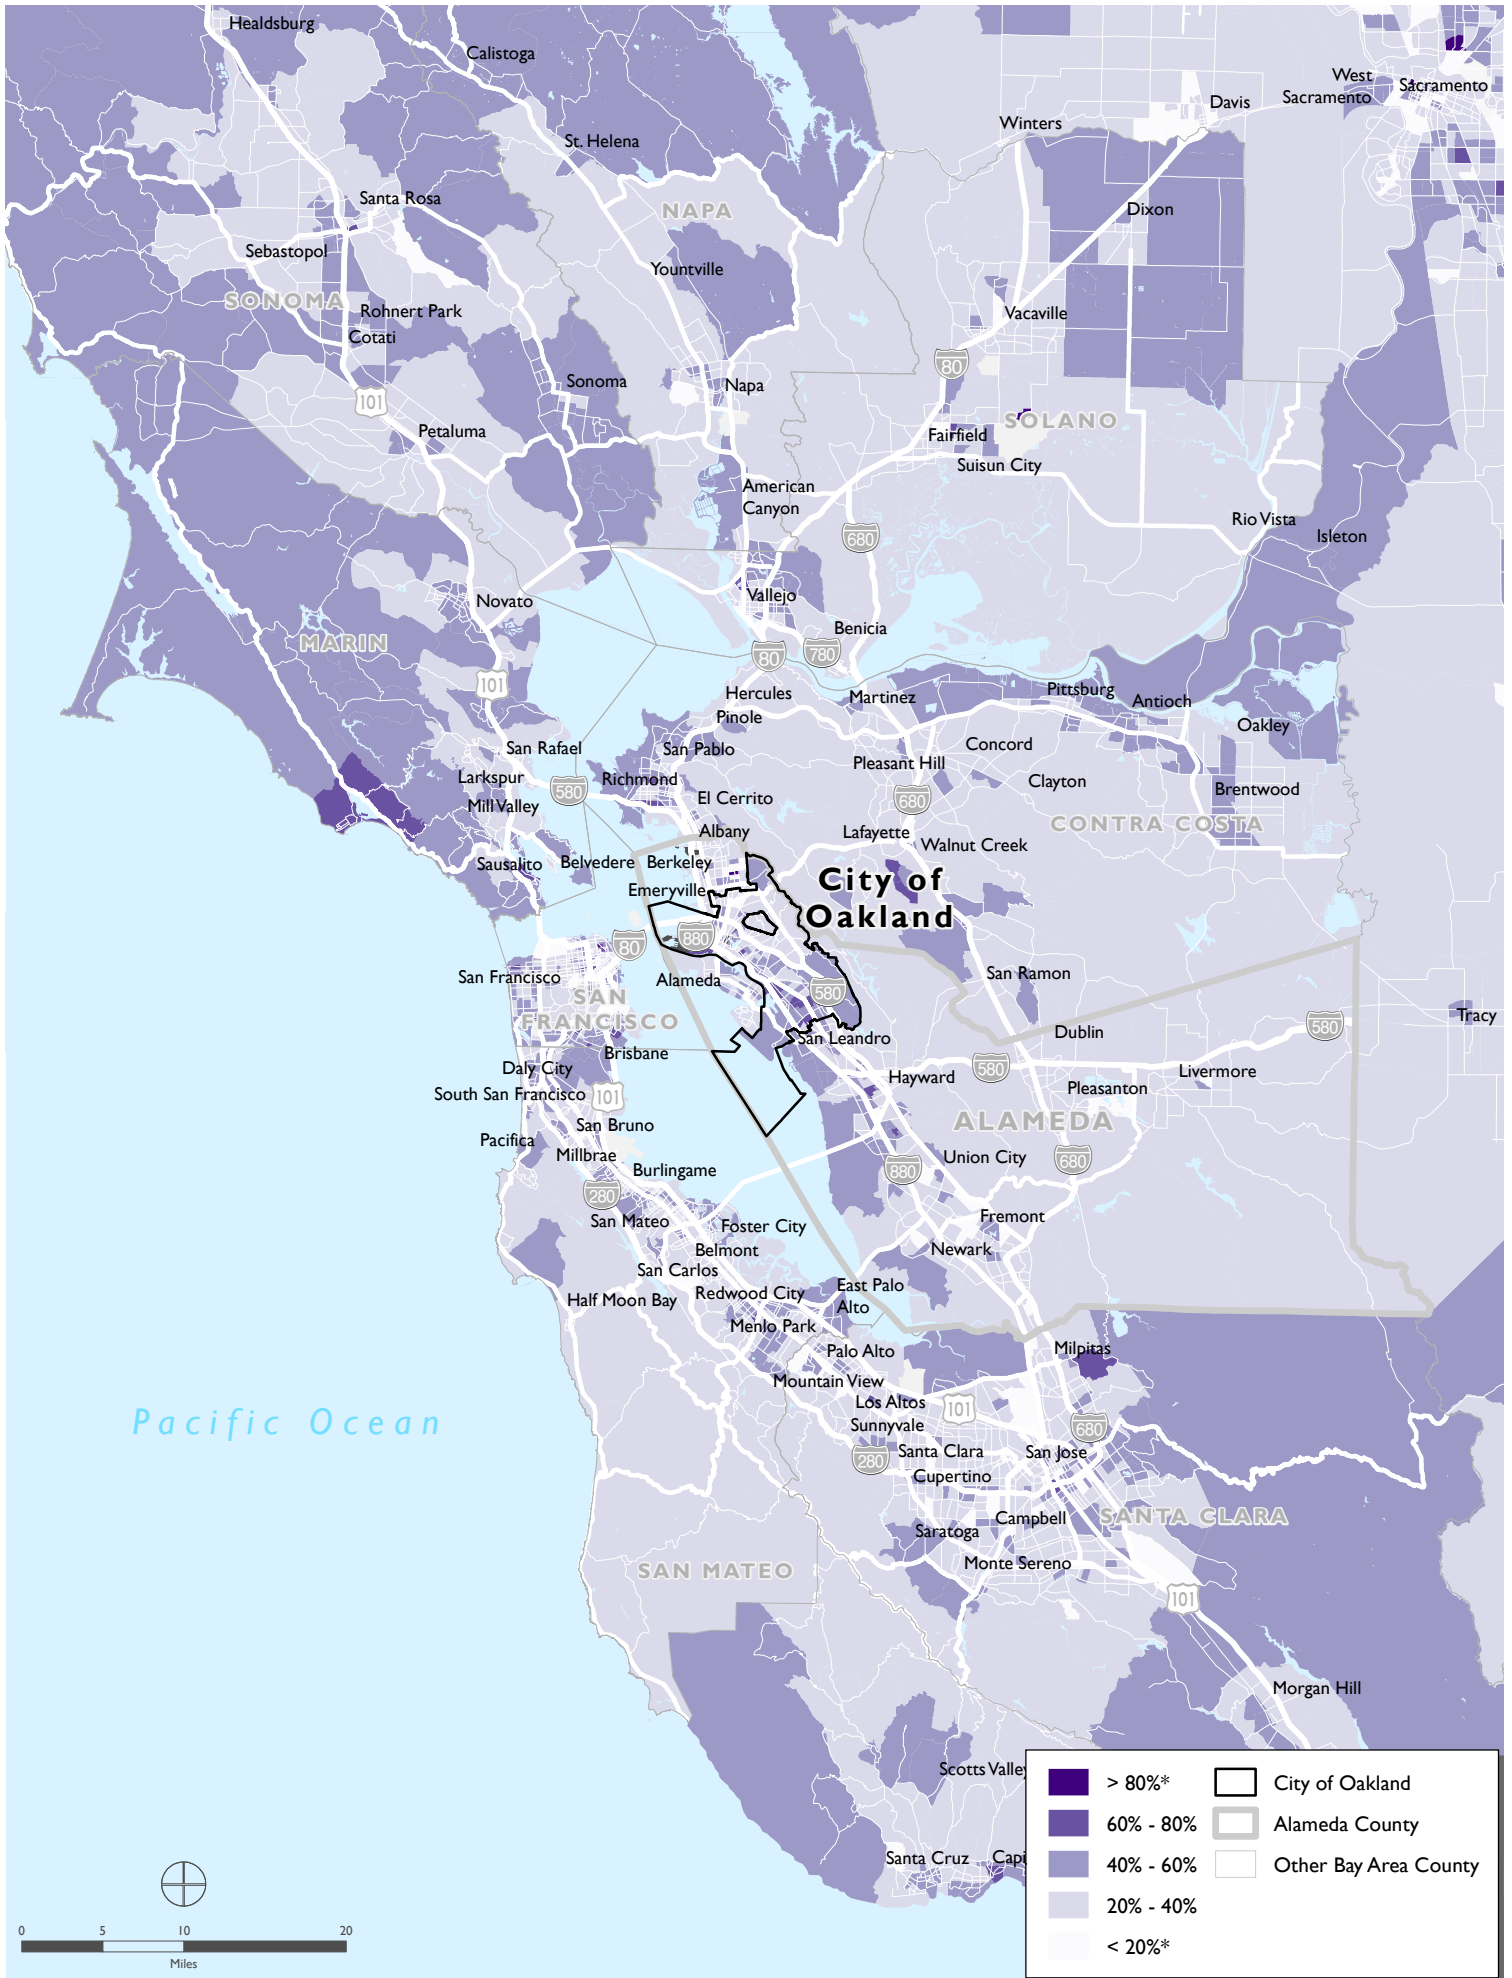 Healdsburg
Calistoga
West
Sacramento
Sacramento
Davis
Winters
St. Helena
Santa Rosa
NAPA
Dixon
Sebastopol
Yountville
SONOMA
Rohnert Park
Cotati
Vacaville
80
Sonoma
Napa
101
SOLANO
Petaluma
Fairfield
Suisun City
American
Canyon
Rio Vista
680
Isleton
Vallejo
Novato
Benicia
MARIN
80
780
101
Hercules
Martinez
Pittsburg
Antioch
Pinole
Oakley
San Rafael
San Pablo
Concord
Pleasant Hill
Larkspur
580
Richmond
Clayton
Brentwood
Mill Valley
El Cerrito
680
CONTRA COSTA
Albany
Lafayette
Walnut Creek
Sausalito
Belvedere
Berkeley
Emeryville
City of
Oakland
80
880
San Francisco
Alameda
San Ramon
580
SAN
FRANCISCO
Tracy
580
Dublin
San Leandro
Brisbane
Daly City
580
Livermore
Hayward
Pleasanton
South San Francisco
101
ALAMEDA
San Bruno
Pacifica
Millbrae
Union City
680
Burlingame
880
280
San Mateo
Foster City
Fremont
Belmont
Newark
San Carlos
East Palo
Alto
Redwood City
Half Moon Bay
Menlo Park
Palo Alto
Milpitas
Mountain View
Los Altos
101
Pacific Ocean
Sunnyvale
680
Santa Clara
San Jose
280
Cupertino
Campbell
SANTA CLARA
Saratoga
Monte Sereno
SAN MATEO
101
Morgan Hill
Scotts Valley
Santa Cruz
Capi
> 80%*
City of Oakland
60% - 80%
Alameda County
40% - 60%
Other Bay Area County
20% - 40%
< 20%*
0
5
10
20
Miles